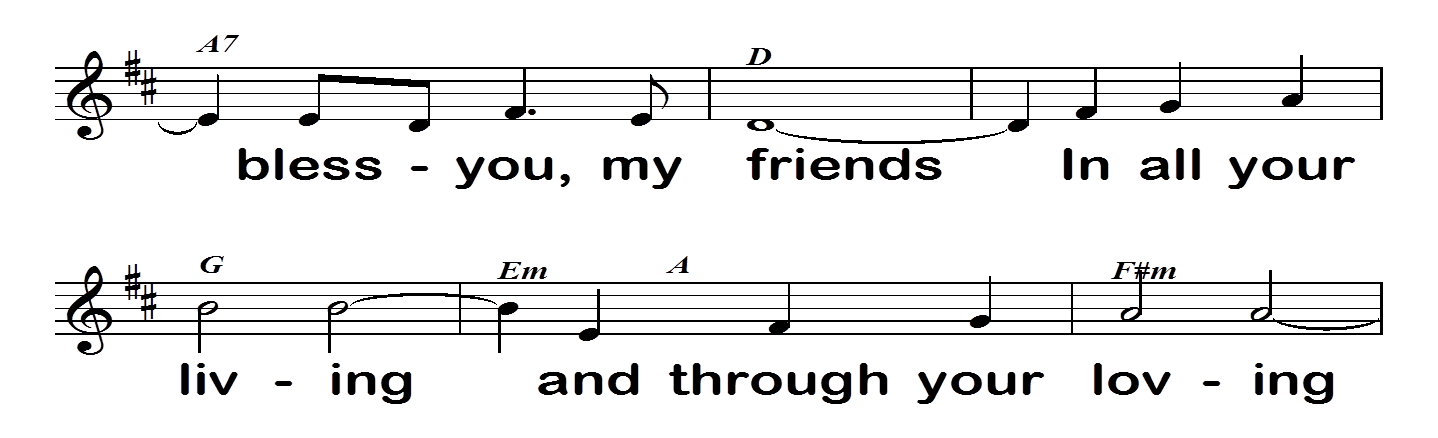 A7 D
bless - you, my friends In all your
G Em A F#m
liv - ing and through your lov - ing